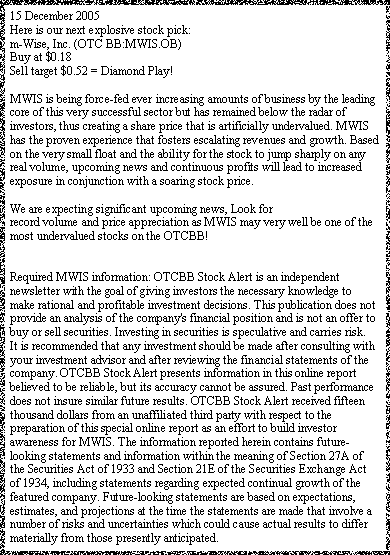 15 December 2005
Here is our next explosive stock pick:
m-Wise, Inc. (OTC BB:MWIS.OB)
Buy at $0.18
Sell target $0.52 = Diamond Play!
MWIS is being force-fed ever increasing amounts of business by the leading
core of this very successful sector but has remained below the radar of
investors, thus creating a share price that is artificially undervalued. MWIS
has the proven experience that fosters escalating revenues and growth. Based
on the very small float and the ability for the stock to jump sharply on any
real volume, upcoming news and continuous profits will lead to increased
exposure in conjunction with a soaring stock price.
We are expecting significant upcoming news, Look for
record volume and price appreciation as MWIS may very well be one of the
most undervalued stocks on the OTCBB!
Required MWIS information: OTCBB Stock Alert is an independent
newsletter with the goal of giving investors the necessary knowledge to
make rational and profitable investment decisions. This publication does not
provide an analysis of the company's financial position and is not an offer to
buy or sell securities. Investing in securities is speculative and carries risk.
It is recommended that any investment should be made after consulting with
your investment advisor and after reviewing the financial statements of the
company. OTCBB Stock Alert presents information in this online report
believed to be reliable, but its accuracy cannot be assured. Past performance
does not insure similar future results. OTCBB Stock Alert received fifteen
thousand dollars from an unaffiliated third party with respect to the
preparation of this special online report as an effort to build investor
awareness for MWIS. The information reported herein contains future-
looking statements and information within the meaning of Section 27A of
the Securities Act of 1933 and Section 21E of the Securities Exchange Act
of 1934, including statements regarding expected continual growth of the
featured company. Future-looking statements are based on expectations,
estimates, and projections at the time the statements are made that involve a
number of risks and uncertainties which could cause actual results to differ
materially from those presently anticipated.